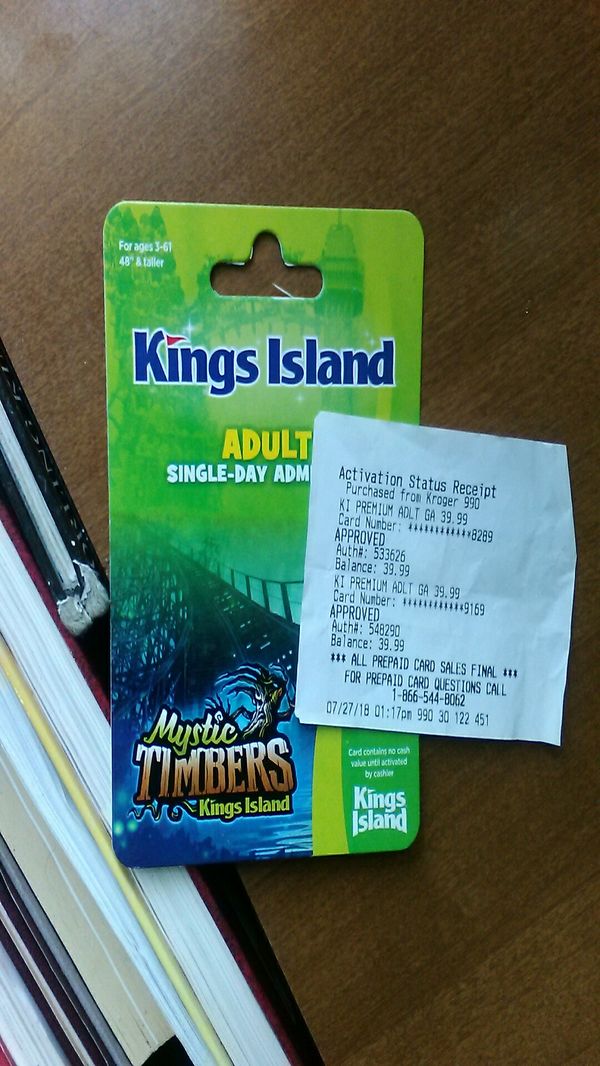 For ages 3-61
48" & taller
Kings Island
ADULT
SINGLE-DAY ADM
Mystic
TIMBERS
Kings Island
Card contains no cash
value until activated
by cashier
Kings
Island
Activation Status Receipt
Purchased from Kroger 990
KI PREMIUM ADLT GA 39.99
Card Number: ************8289
APPROVED
Auth#: 533626
Balance: 39.99
KI PREMIUM ADLT GA 39.99
Card Number: ************9169
APPROVED
Auth#: 548290
Balance: 39.99
*** ALL PREPAID CARD SALES FINAL ***
FOR PREPAID CARD QUESTIONS CALL
1-866-544-8062
07/27/18 01:17pm 990 30 122 451